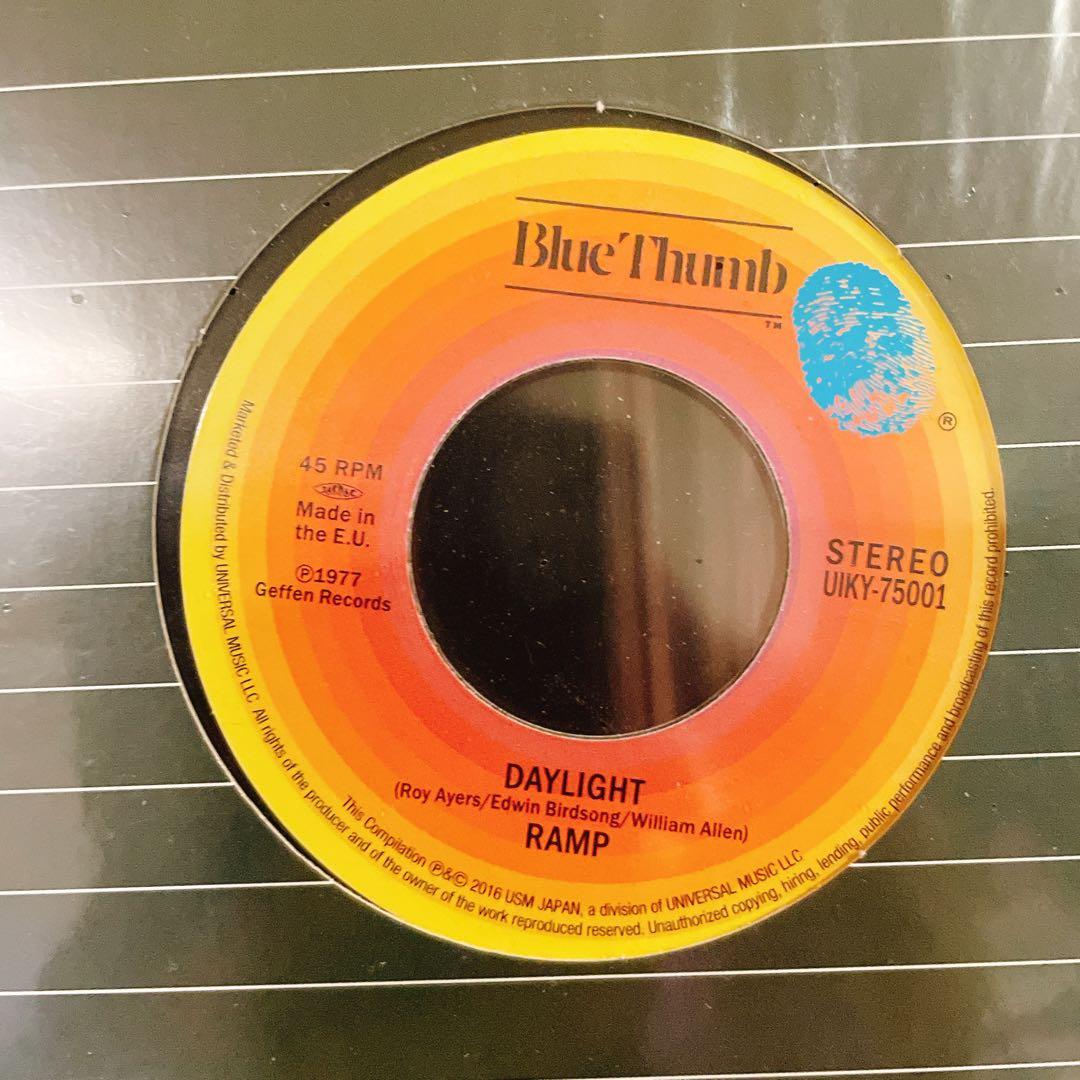 Blue Thumb
TM
®
45 RPM
Made in
the E.U.
℗1977
Geffen Records
STEREO
UIKY-75001
DAYLIGHT
(Roy Ayers/Edwin Birdsong/William Allen)
RAMP
This Compilation ℗&© 2016 USM JAPAN, a division of UNIVERSAL MUSIC LLC
Marketed & Distributed by UNIVERSAL MUSIC LLC. All rights of the producer and of the owner of the work reproduced reserved. Unauthorized copying, hiring, lending, public performance and broadcasting of this record prohibited.